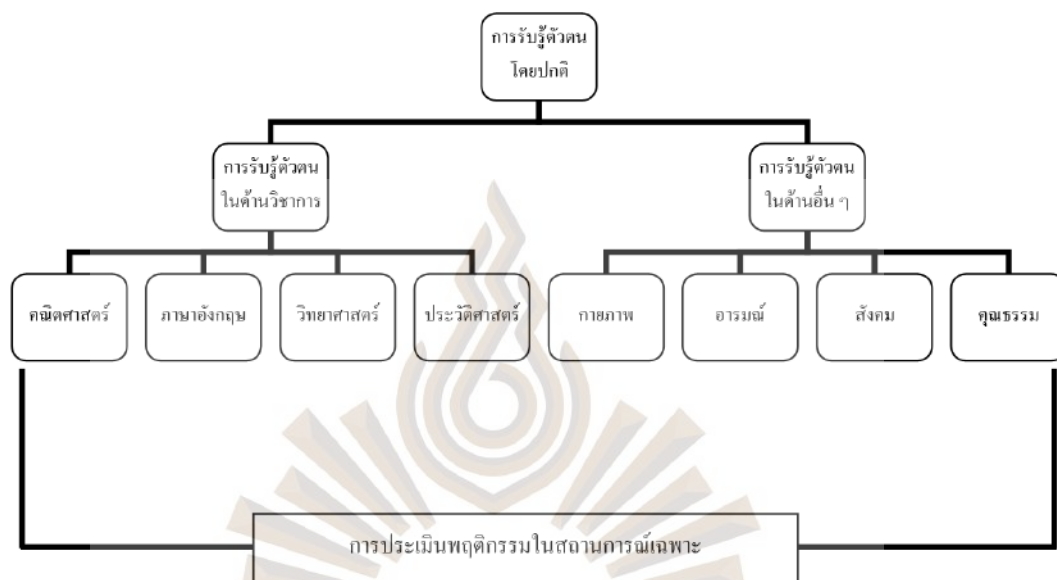 การรับรู้ตัวตน
โดยปกติ
การรับรู้ตัวตน
ในด้านวิชาการ
การรับรู้ตัวตน
ในด้านอื่น ๆ
คณิตศาสตร์
ภาษาอังกฤษ
วิทยาศาสตร์
ประวัติศาสตร์
กายภาพ
อารมณ์
สังคม
คุณธรรม
การประเมินพฤติกรรมในสถานการณ์เฉพาะ